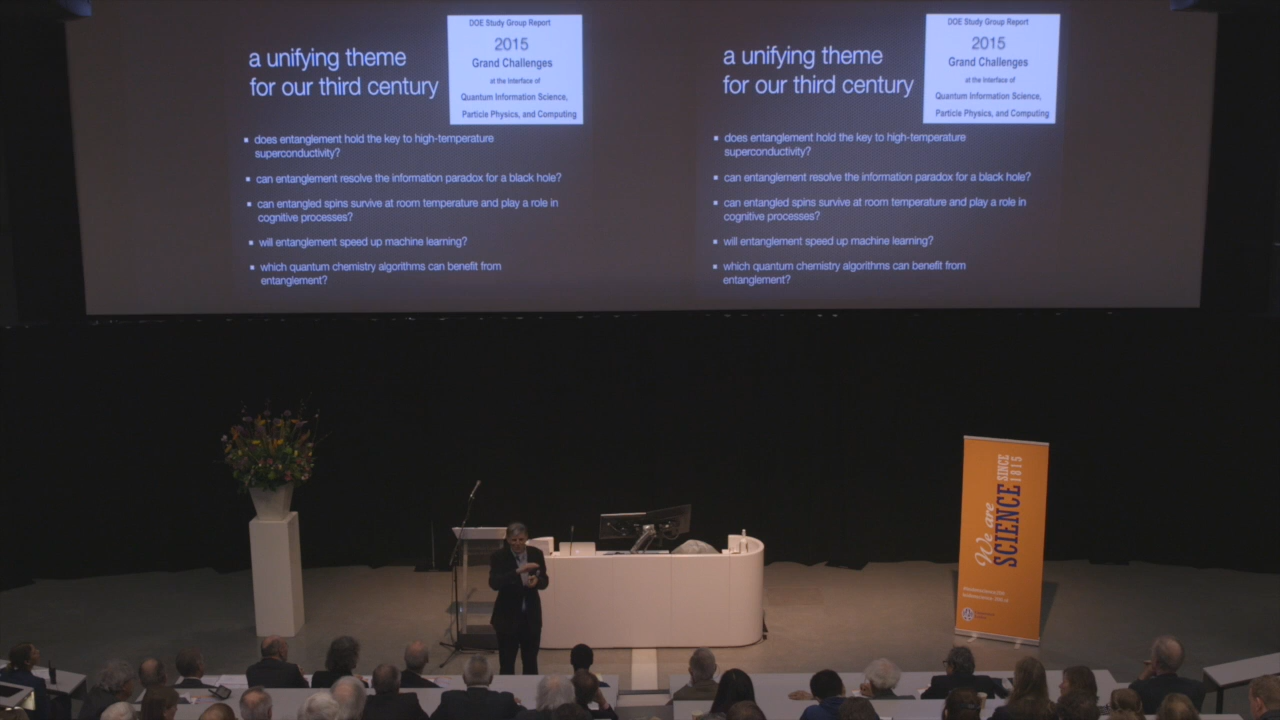 a unifying theme
for our third century
DOE Study Group Report
2015
Grand Challenges
at the Interface of
Quantum Information Science,
Particle Physics, and Computing
▪ does entanglement hold the key to high-temperature
superconductivity?
▪ can entanglement resolve the information paradox for a black hole?
▪ can entangled spins survive at room temperature and play a role in
cognitive processes?
▪ will entanglement speed up machine learning?
▪ which quantum chemistry algorithms can benefit from
entanglement?
a unifying theme
for our third century
DOE Study Group Report
2015
Grand Challenges
at the Interface of
Quantum Information Science,
Particle Physics, and Computing
▪ does entanglement hold the key to high-temperature
superconductivity?
▪ can entanglement resolve the information paradox for a black hole?
▪ can entangled spins survive at room temperature and play a role in
cognitive processes?
▪ will entanglement speed up machine learning?
▪ which quantum chemistry algorithms can benefit from
entanglement?
We are
SCIENCE
SINCE
1815